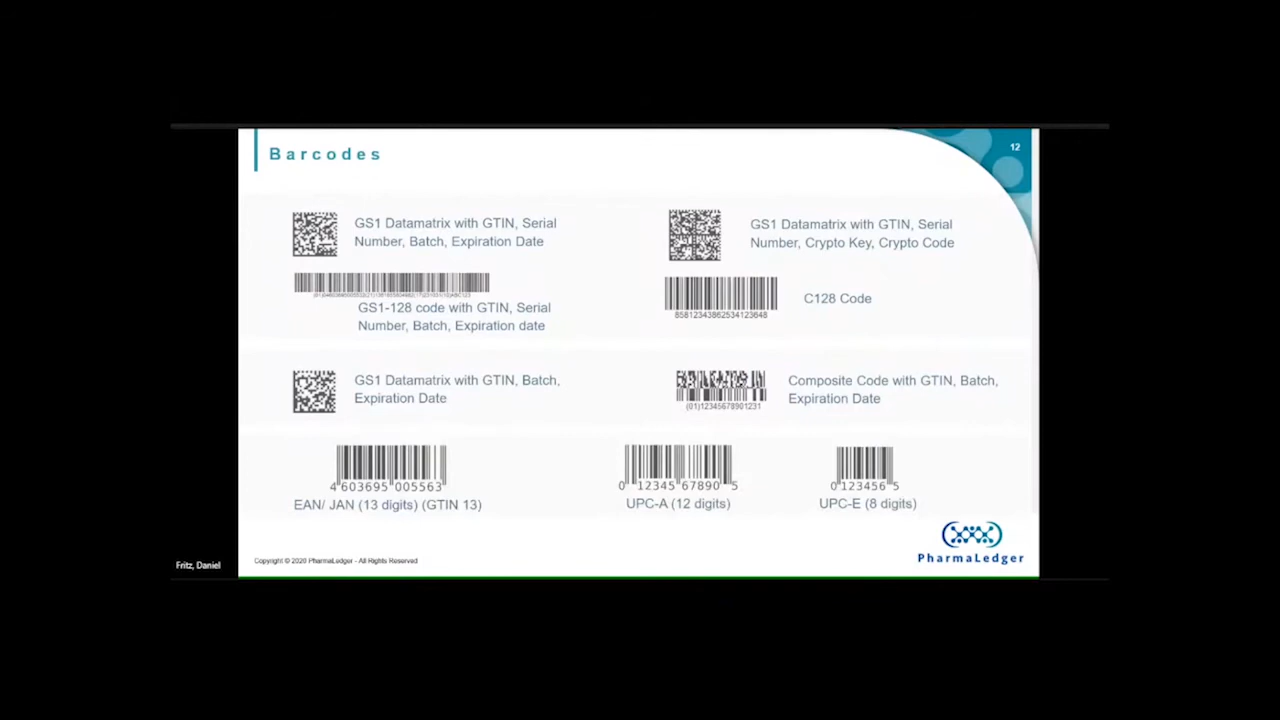 Barcodes
12
GS1 Datamatrix with GTIN, Serial
Number, Batch, Expiration Date
GS1 Datamatrix with GTIN, Serial
Number, Crypto Key, Crypto Code
GS1-128 code with GTIN, Serial
Number, Batch, Expiration date
85812343862534123648
C128 Code
GS1 Datamatrix with GTIN, Batch,
Expiration Date
(01)12345678901231
Composite Code with GTIN, Batch,
Expiration Date
4 603695 005563
EAN/ JAN (13 digits) (GTIN 13)
0 12345 67890 5
UPC-A (12 digits)
0 123456 5
UPC-E (8 digits)
PharmaLedger
Fritz, Daniel
Copyright © 2020 PharmaLedger - All Rights Reserved